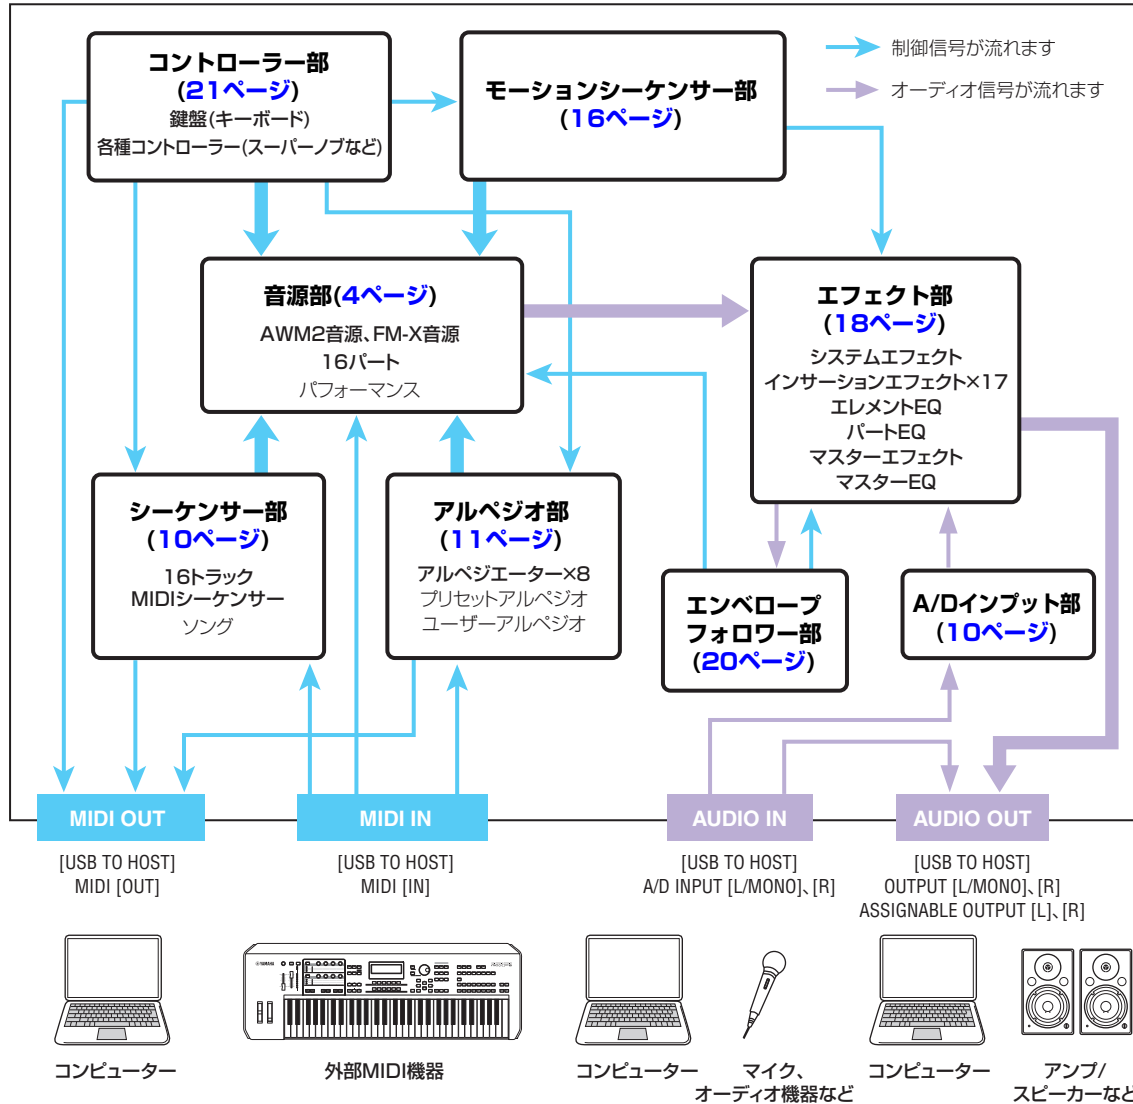 コントローラー部
(21ページ)
鍵盤(キーボード)
各種コントローラー(スーパーノブなど)
モーションシーケンサー部
(16ページ)
制御信号が流れます
オーディオ信号が流れます
音源部(4ページ)
AWM2音源、FM-X音源
16パート
パフォーマンス
エフェクト部
(18ページ)
システムエフェクト
インサーションエフェクト×17
エレメントEQ
パートEQ
マスターエフェクト
マスターEQ
シーケンサー部
(10ページ)
16トラック
MIDIシーケンサー
ソング
アルペジオ部
(11ページ)
アルペジエーター×8
プリセットアルペジオ
ユーザーアルペジオ
エンベロープ
フォロワー部
(20ページ)
A/Dインプット部
(10ページ)
MIDI OUT
MIDI IN
AUDIO IN
AUDIO OUT
[USB TO HOST]
MIDI [OUT]
[USB TO HOST]
MIDI [IN]
[USB TO HOST]
A/D INPUT [L/MONO]、[R]
[USB TO HOST]
OUTPUT [L/MONO]、[R]
ASSIGNABLE OUTPUT [L]、[R]
コンピューター
外部MIDI機器
コンピューター
マイク、
オーディオ機器など
コンピューター
アンプ/
スピーカーなど